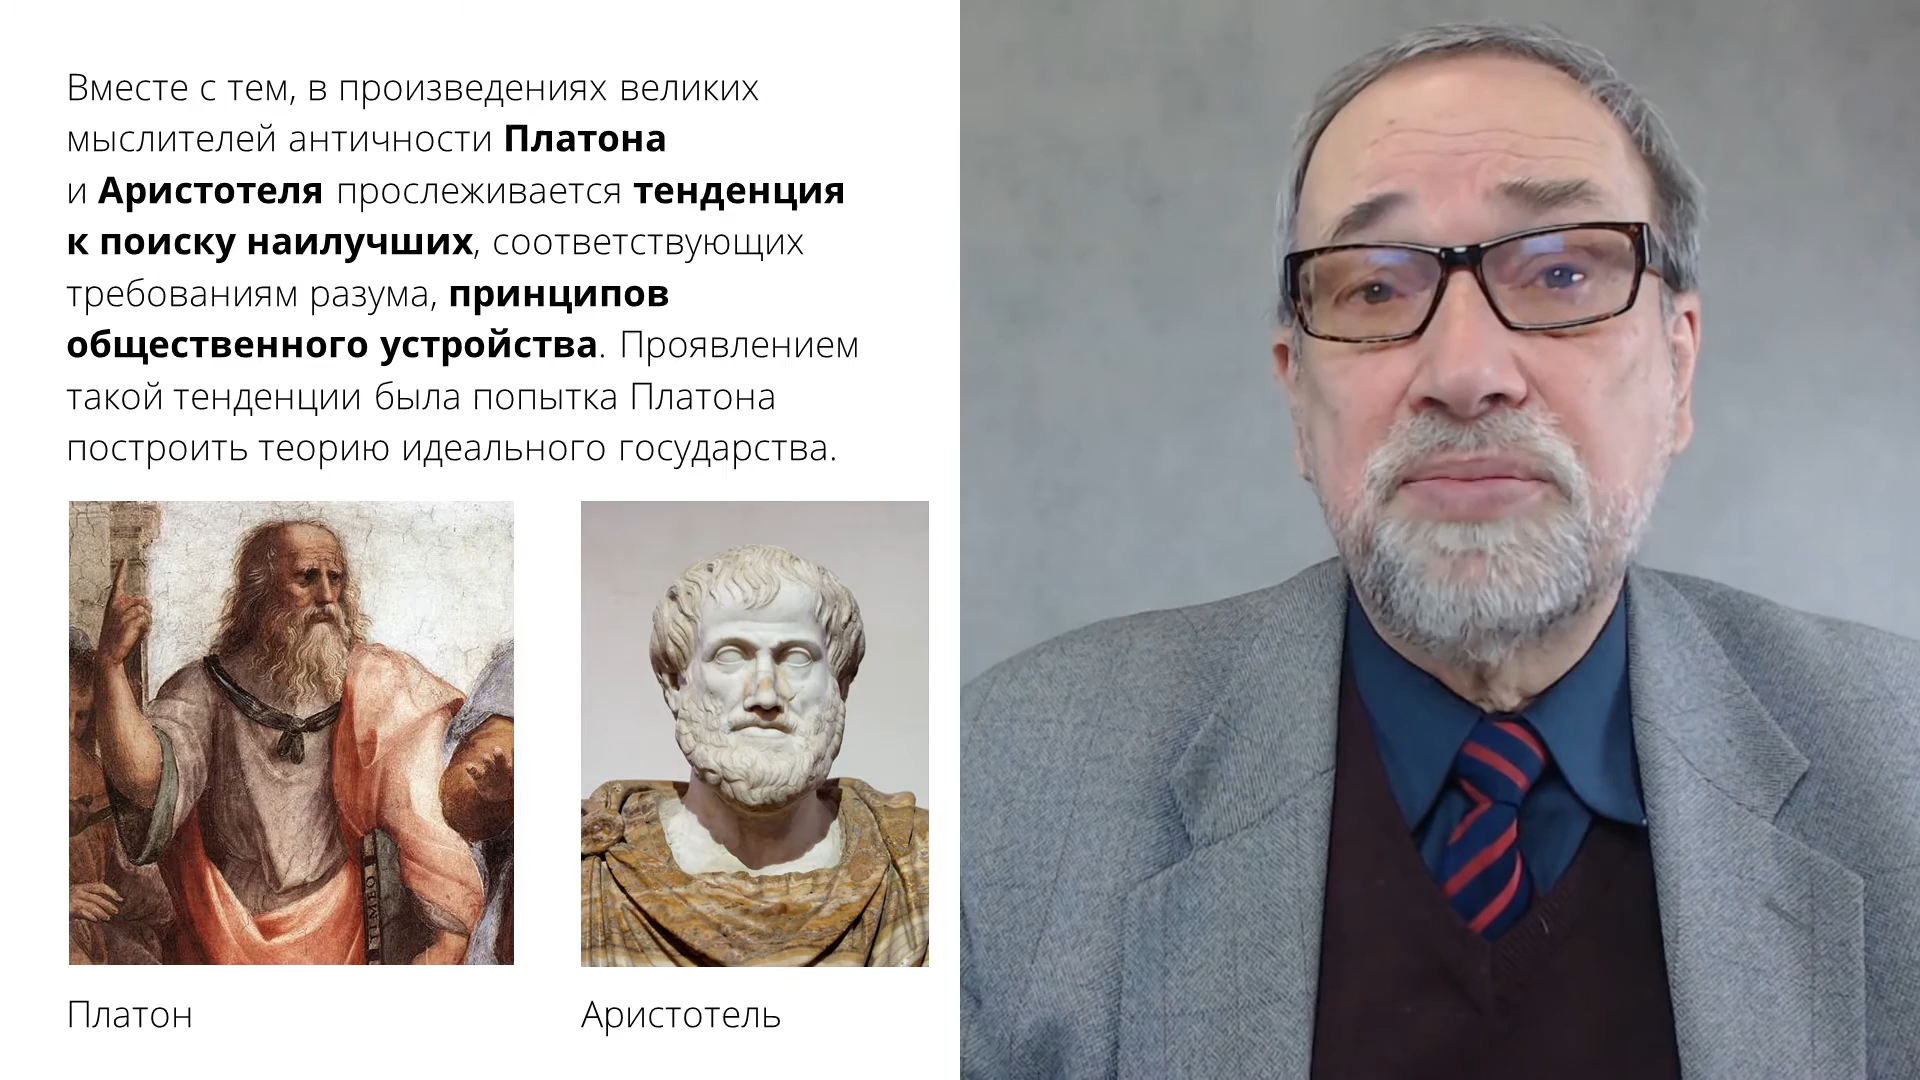 Вместе с тем, в произведениях великих
мыслителей античности Платона
и Аристотеля прослеживается тенденция
к поиску наилучших, соответствующих
требованиям разума, принципов
общественного устройства. Проявлением
такой тенденции была попытка Платона
построить теорию идеального государства.
TIMEO
Платон
Аристотель